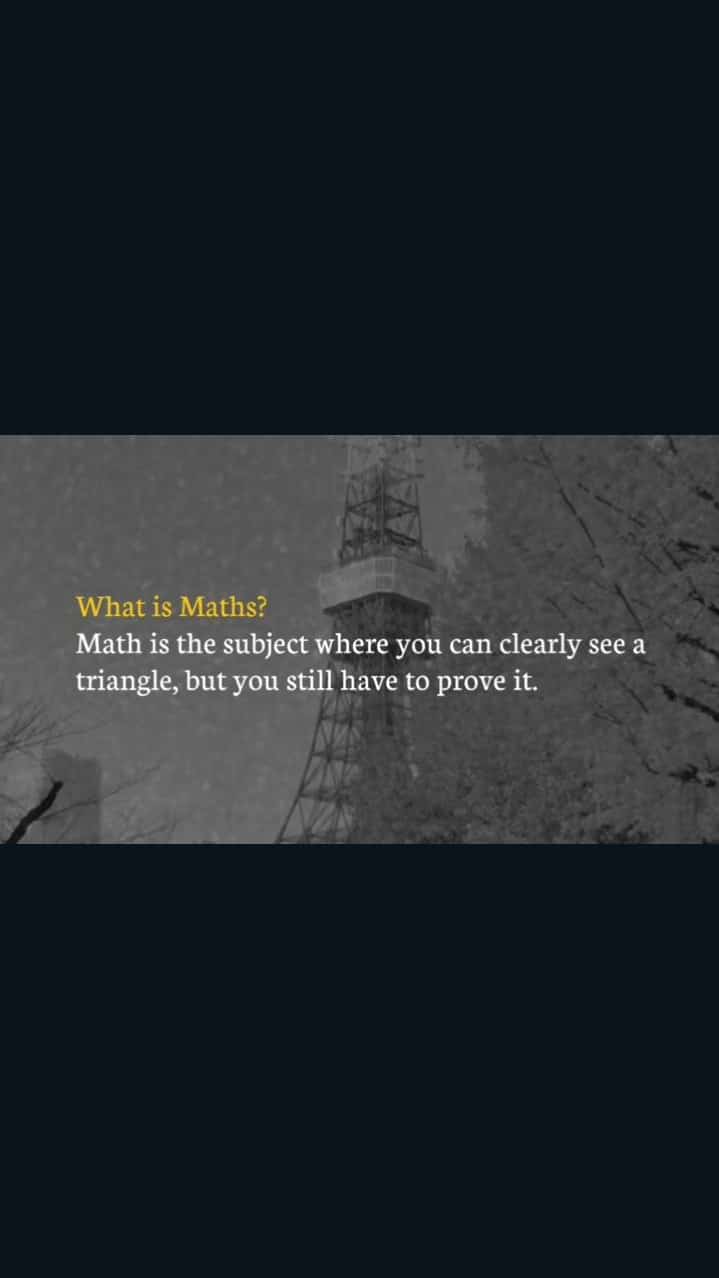 What is Maths?
Math is the subject where you can clearly see a
triangle, but you still have to prove it.